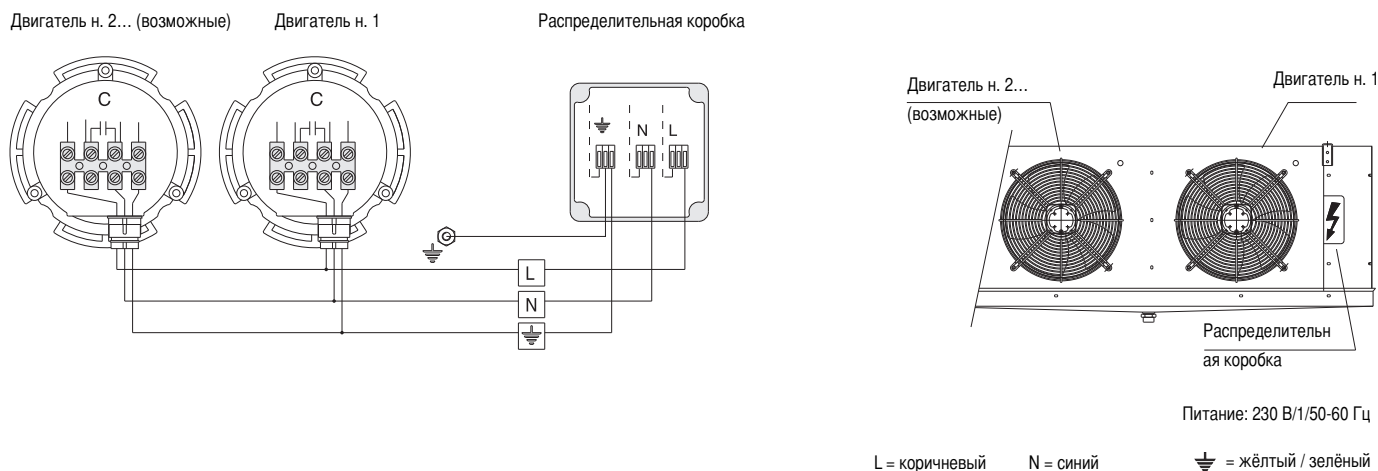 Двигатель н. 2... (возможные)
Двигатель н. 1
Распределительная коробка
C
C
N
L
L
N
Двигатель н. 2...
(возможные)
Двигатель н. 1
Распределительн
ая коробка
Питание: 230 В/1/50-60 Гц
L = коричневый
N = синий
= жёлтый / зелёный